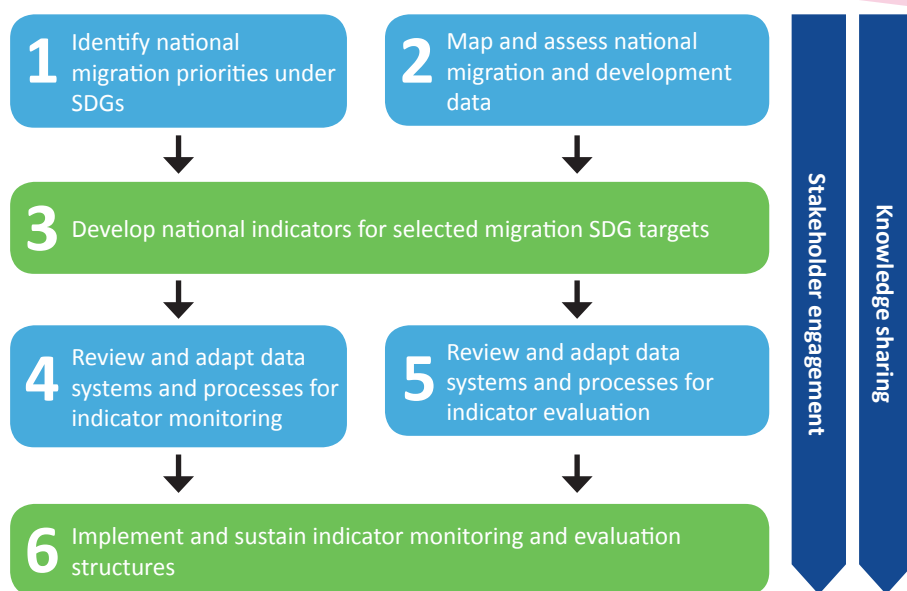 1
Identify national
migration priorities under
SDGs
2
Map and assess national
migration and development
data
3
Develop national indicators for selected migration SDG targets
4
Review and adapt data
systems and processes for
indicator monitoring
5
Review and adapt data
systems and processes for
indicator evaluation
6
Implement and sustain indicator monitoring and evaluation
structures
Stakeholder engagement
Knowledge sharing